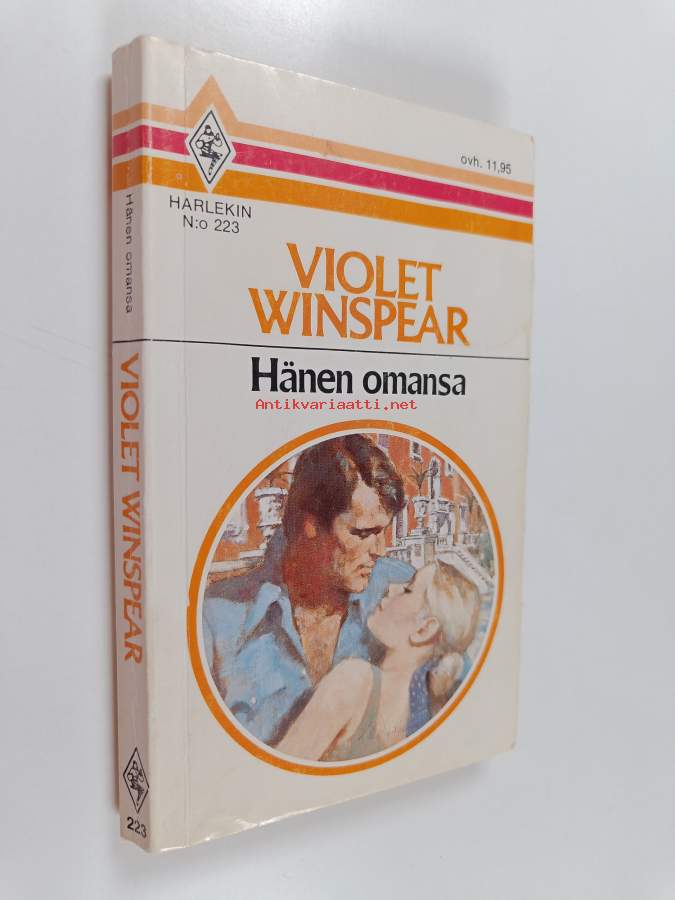 ovh. 11,95
HARLEKIN
N:o 223
VIOLET
WINSPEAR
Hänen omansa
Antikvariaatti.net
Hänen omansa
VIOLET WINSPEAR
223